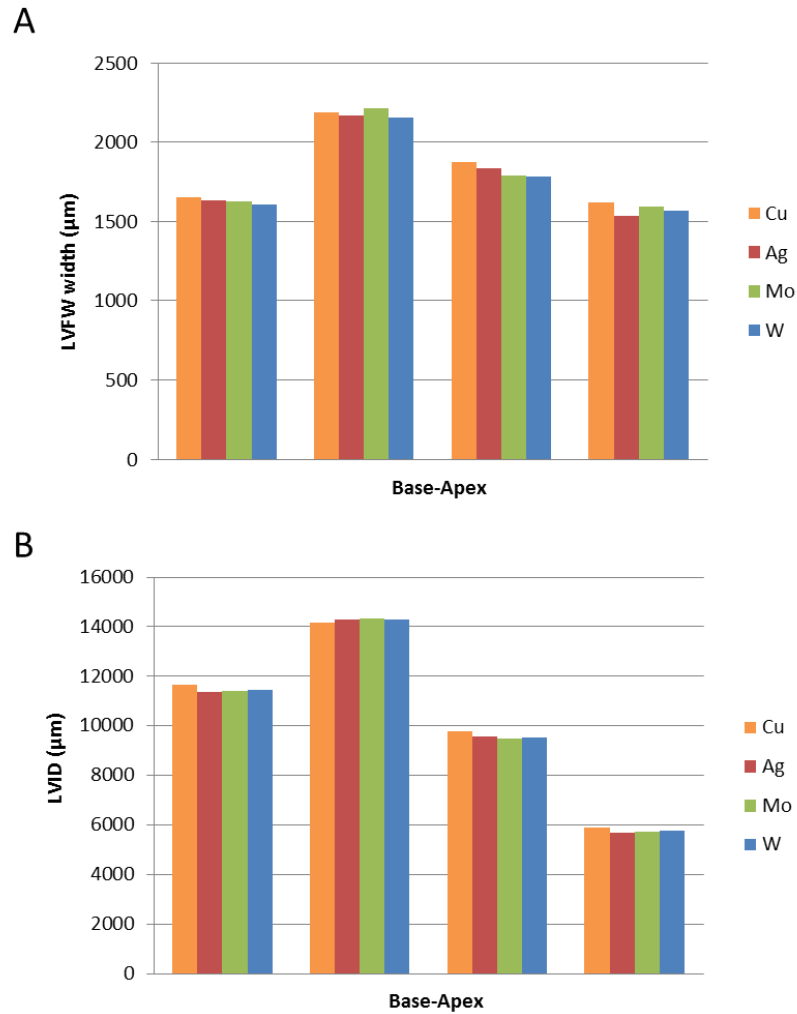 A
2500
2000
1500
1000
500
0
LVFW width (µm)
Base-Apex
Cu
Ag
Mo
W
B
16000
14000
12000
10000
8000
6000
4000
2000
0
LVID (µm)
Base-Apex
Cu
Ag
Mo
W